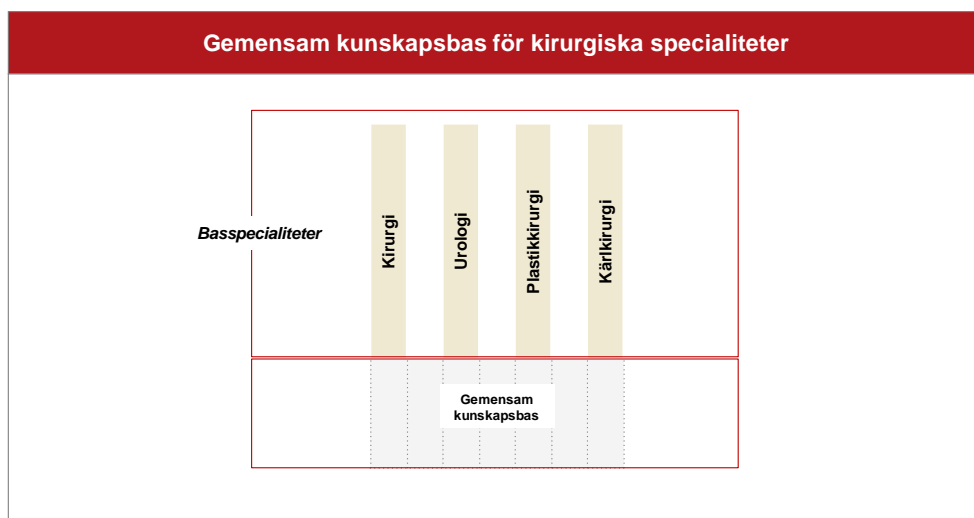 Gemensam kunskapsbas för kirurgiska specialiteter
Basspecialiteter
Kirurgi
Urologi
Plastikkirurgi
Kärlkirurgi
Gemensam
kunskapsbas